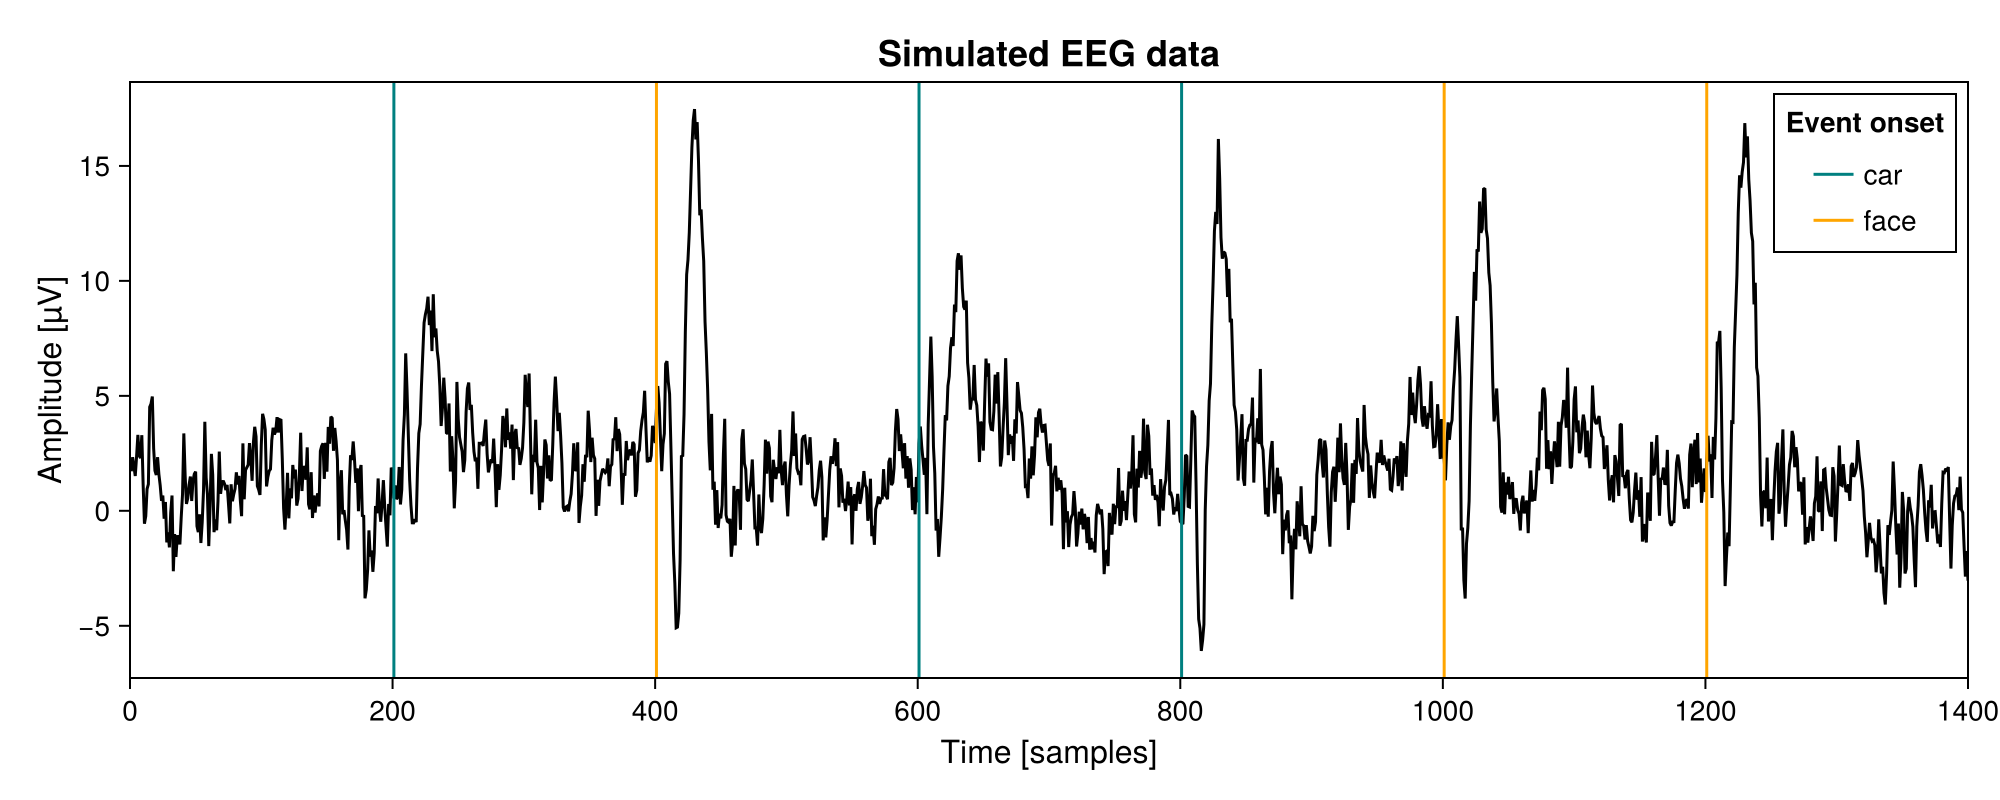 Simulated EEG data
Event onset
car
face
Amplitude [µV]
15
10
5
0
−5
0 200 400 600 800 1000 1200 1400
Time [samples]